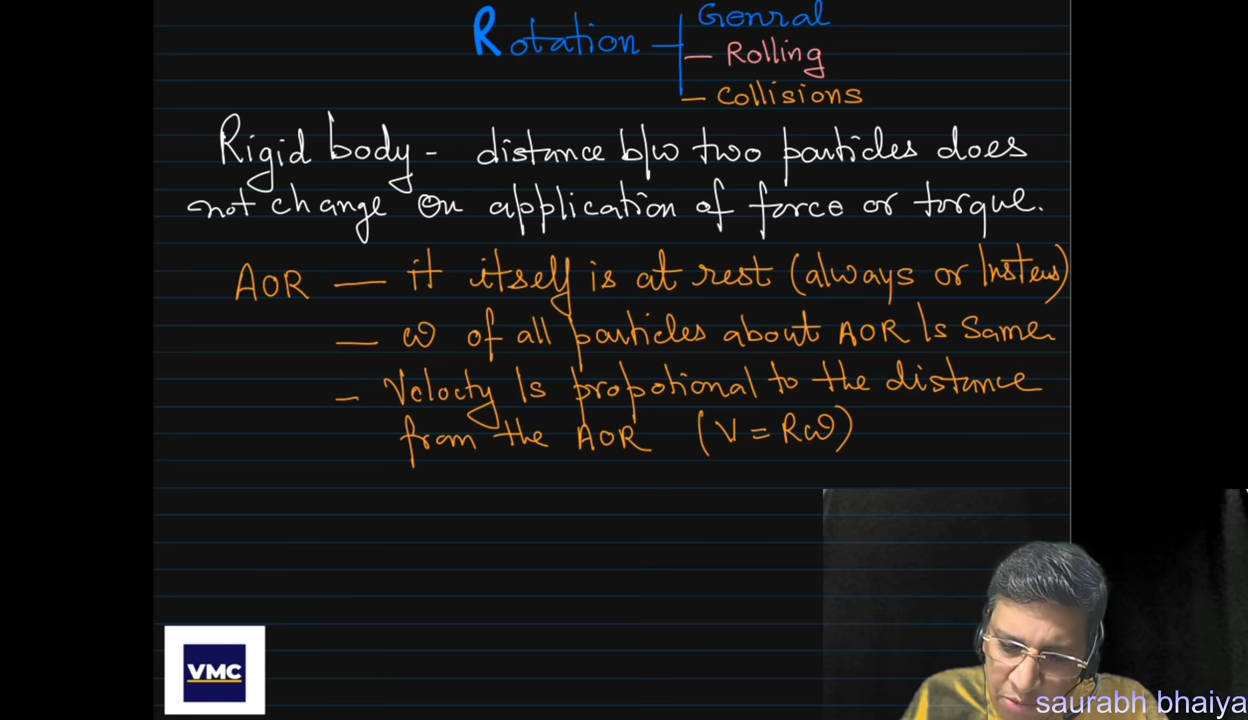 Rotation
Genral
— Rolling
— Collisions
Rigid body - distance b/w two particles does
not change on application of force or torque.
AOR — it itself is at rest (always or Instens)
— ω of all particles about AOR Is Same
- Velocty Is propotional to the distance
from the AOR (V = Rω)
VMC
saurabh bhaiya